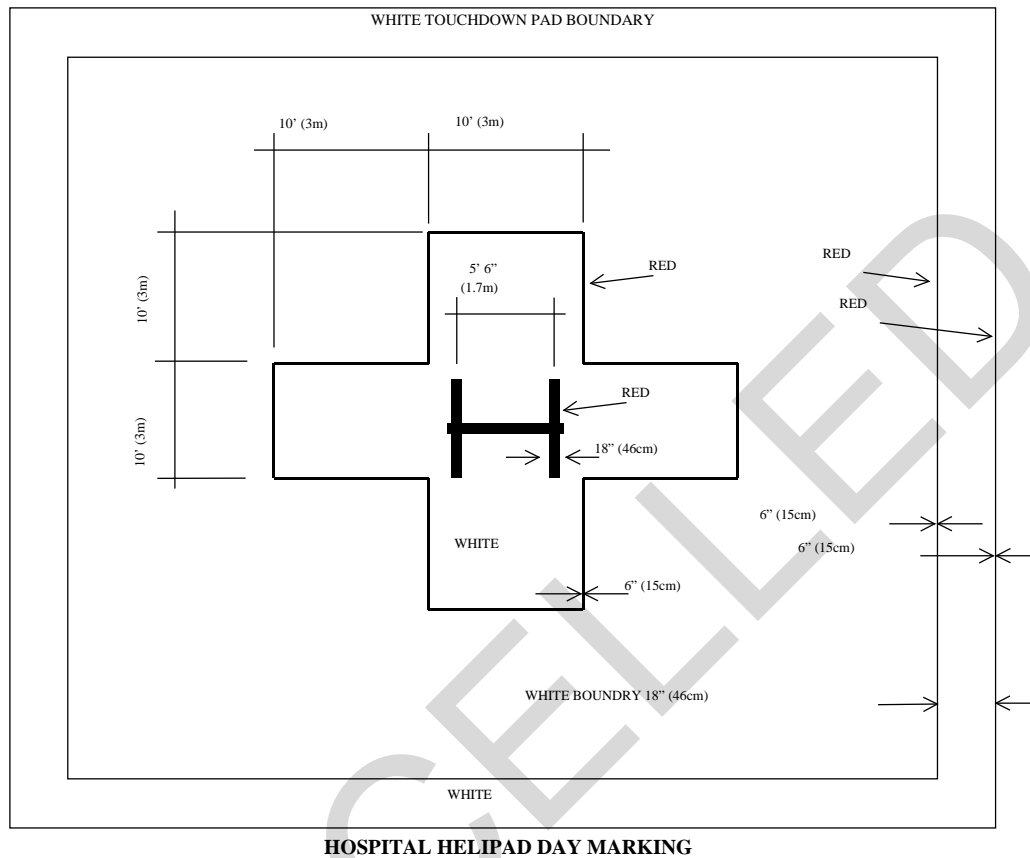 WHITE TOUCHDOWN PAD BOUNDARY
10’ (3m)
10’ (3m)
10’ (3m)
10’ (3m)
5’ 6”
(1.7m)
RED
RED
RED
RED
18” (46cm)
WHITE
6” (15cm)
6” (15cm)
6” (15cm)
WHITE BOUNDRY 18” (46cm)
WHITE
HOSPITAL HELIPAD DAY MARKING
CELLED